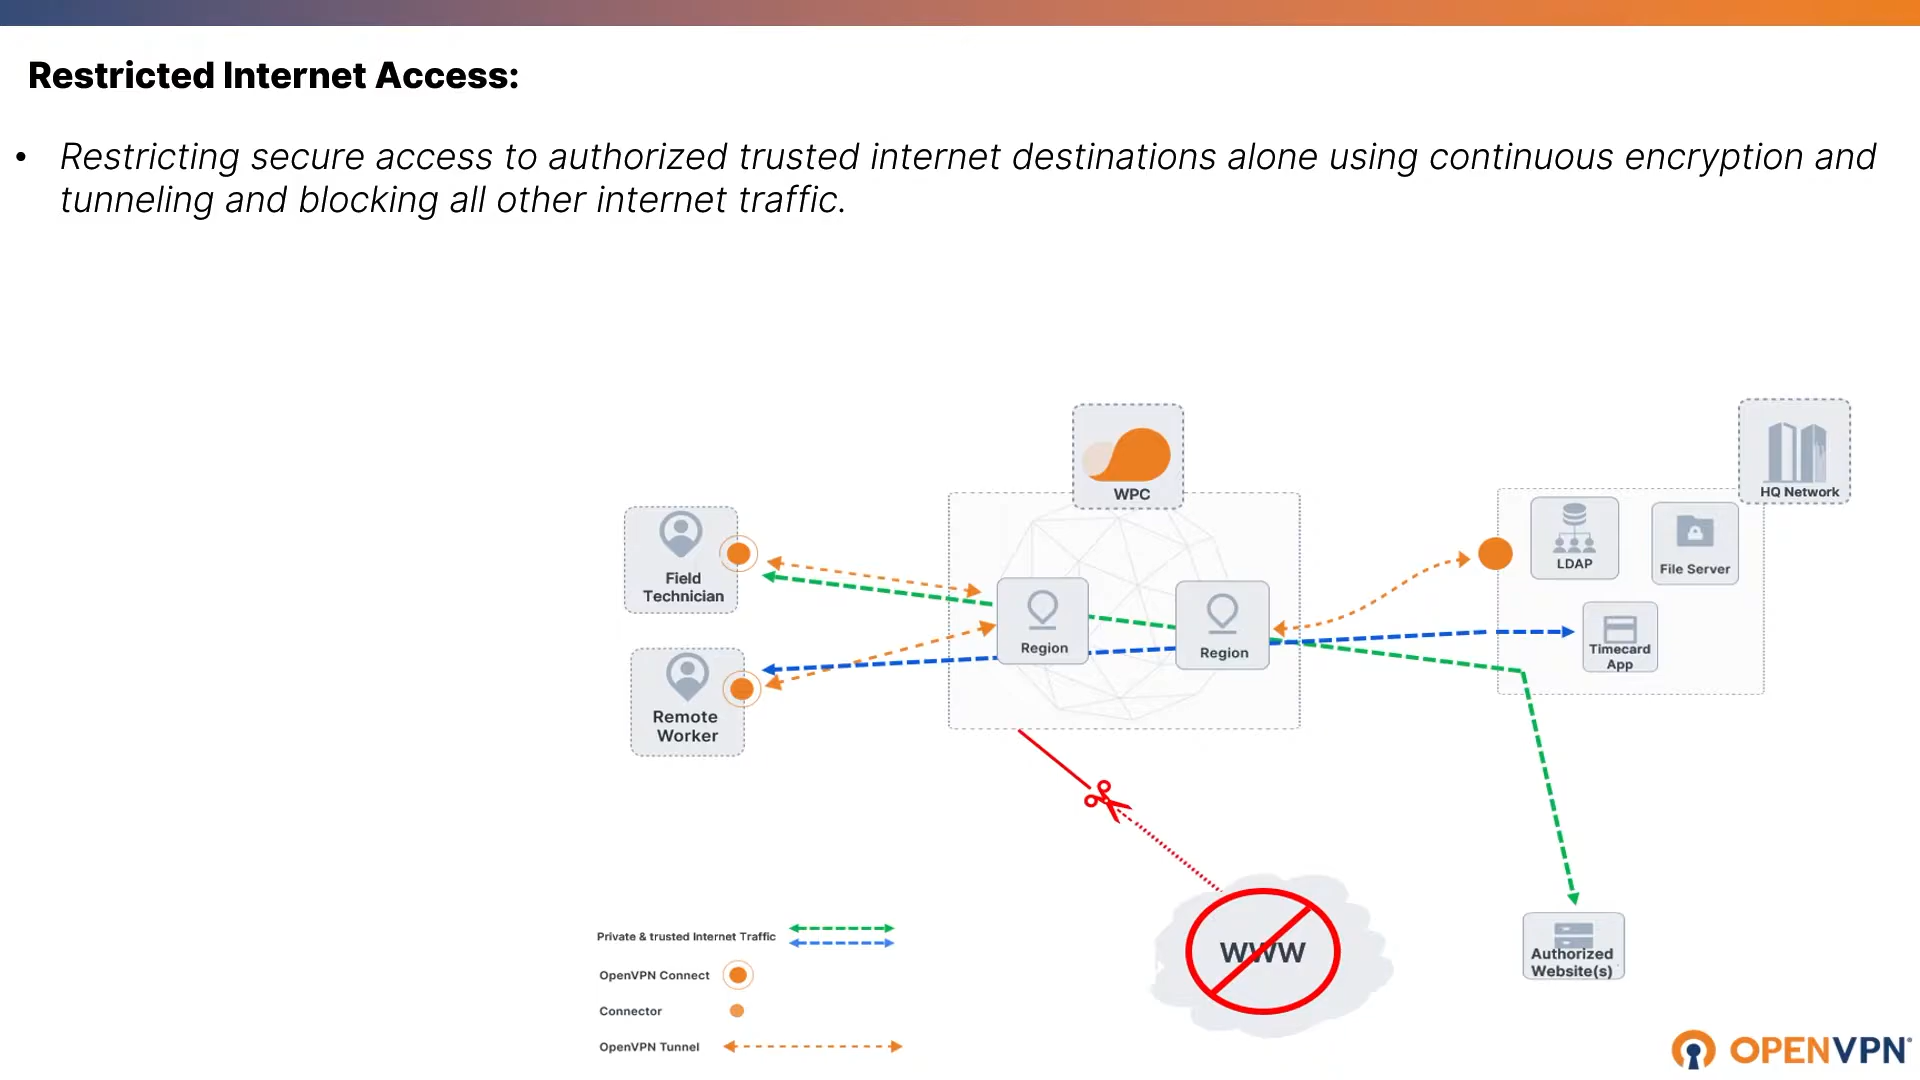 Restricted Internet Access:
• Restricting secure access to authorized trusted internet destinations alone using continuous encryption and
tunneling and blocking all other internet traffic.
WPC
HQ Network
Field
Technician
LDAP
File Server
Region
Region
Timecard
App
Remote
Worker
WWW
Private & trusted Internet Traffic
OpenVPN Connect
Connector
OpenVPN Tunnel
Authorized
Website(s)
OPENVPN